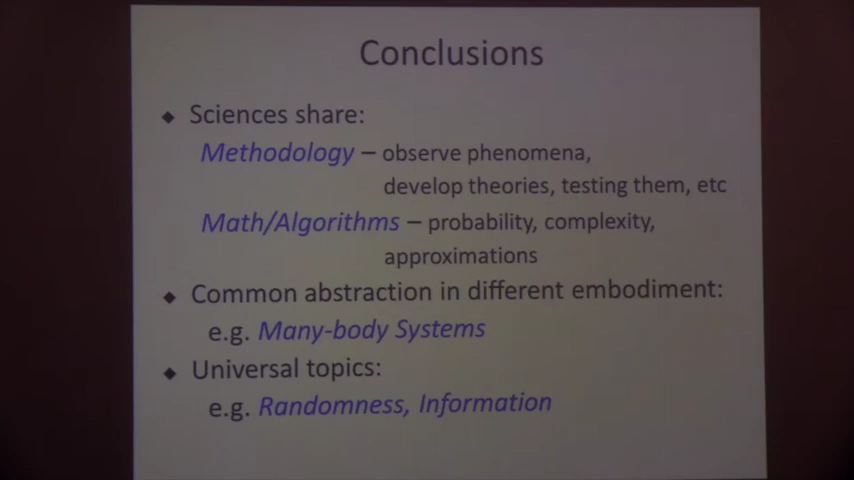 Conclusions
◆ Sciences share:
Methodology – observe phenomena,
develop theories, testing them, etc
Math/Algorithms – probability, complexity,
approximations
◆ Common abstraction in different embodiment:
e.g. Many-body Systems
◆ Universal topics:
e.g. Randomness, Information